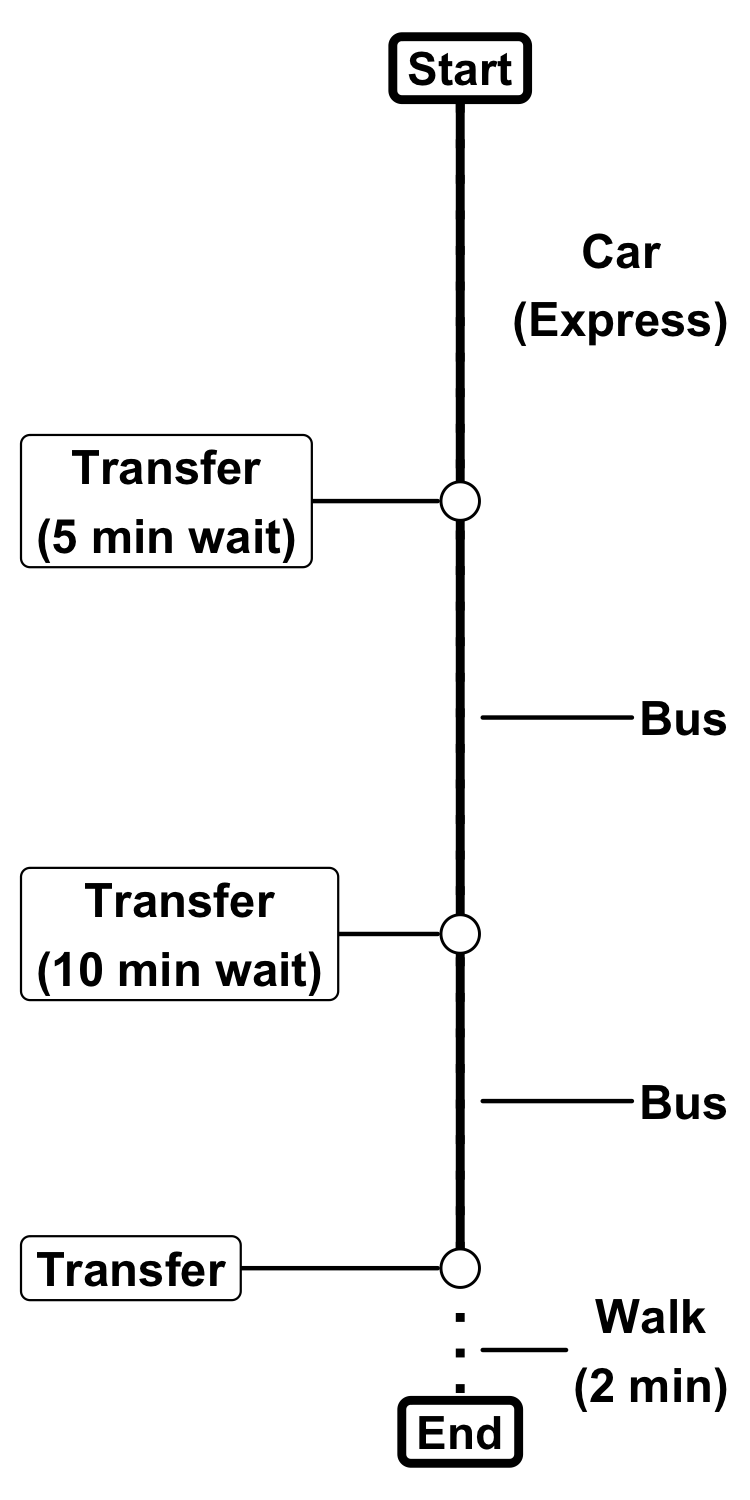 Start
Car
(Express)
Transfer
(5 min wait)
Bus
Transfer
(10 min wait)
Bus
Transfer
Walk
(2 min)
End